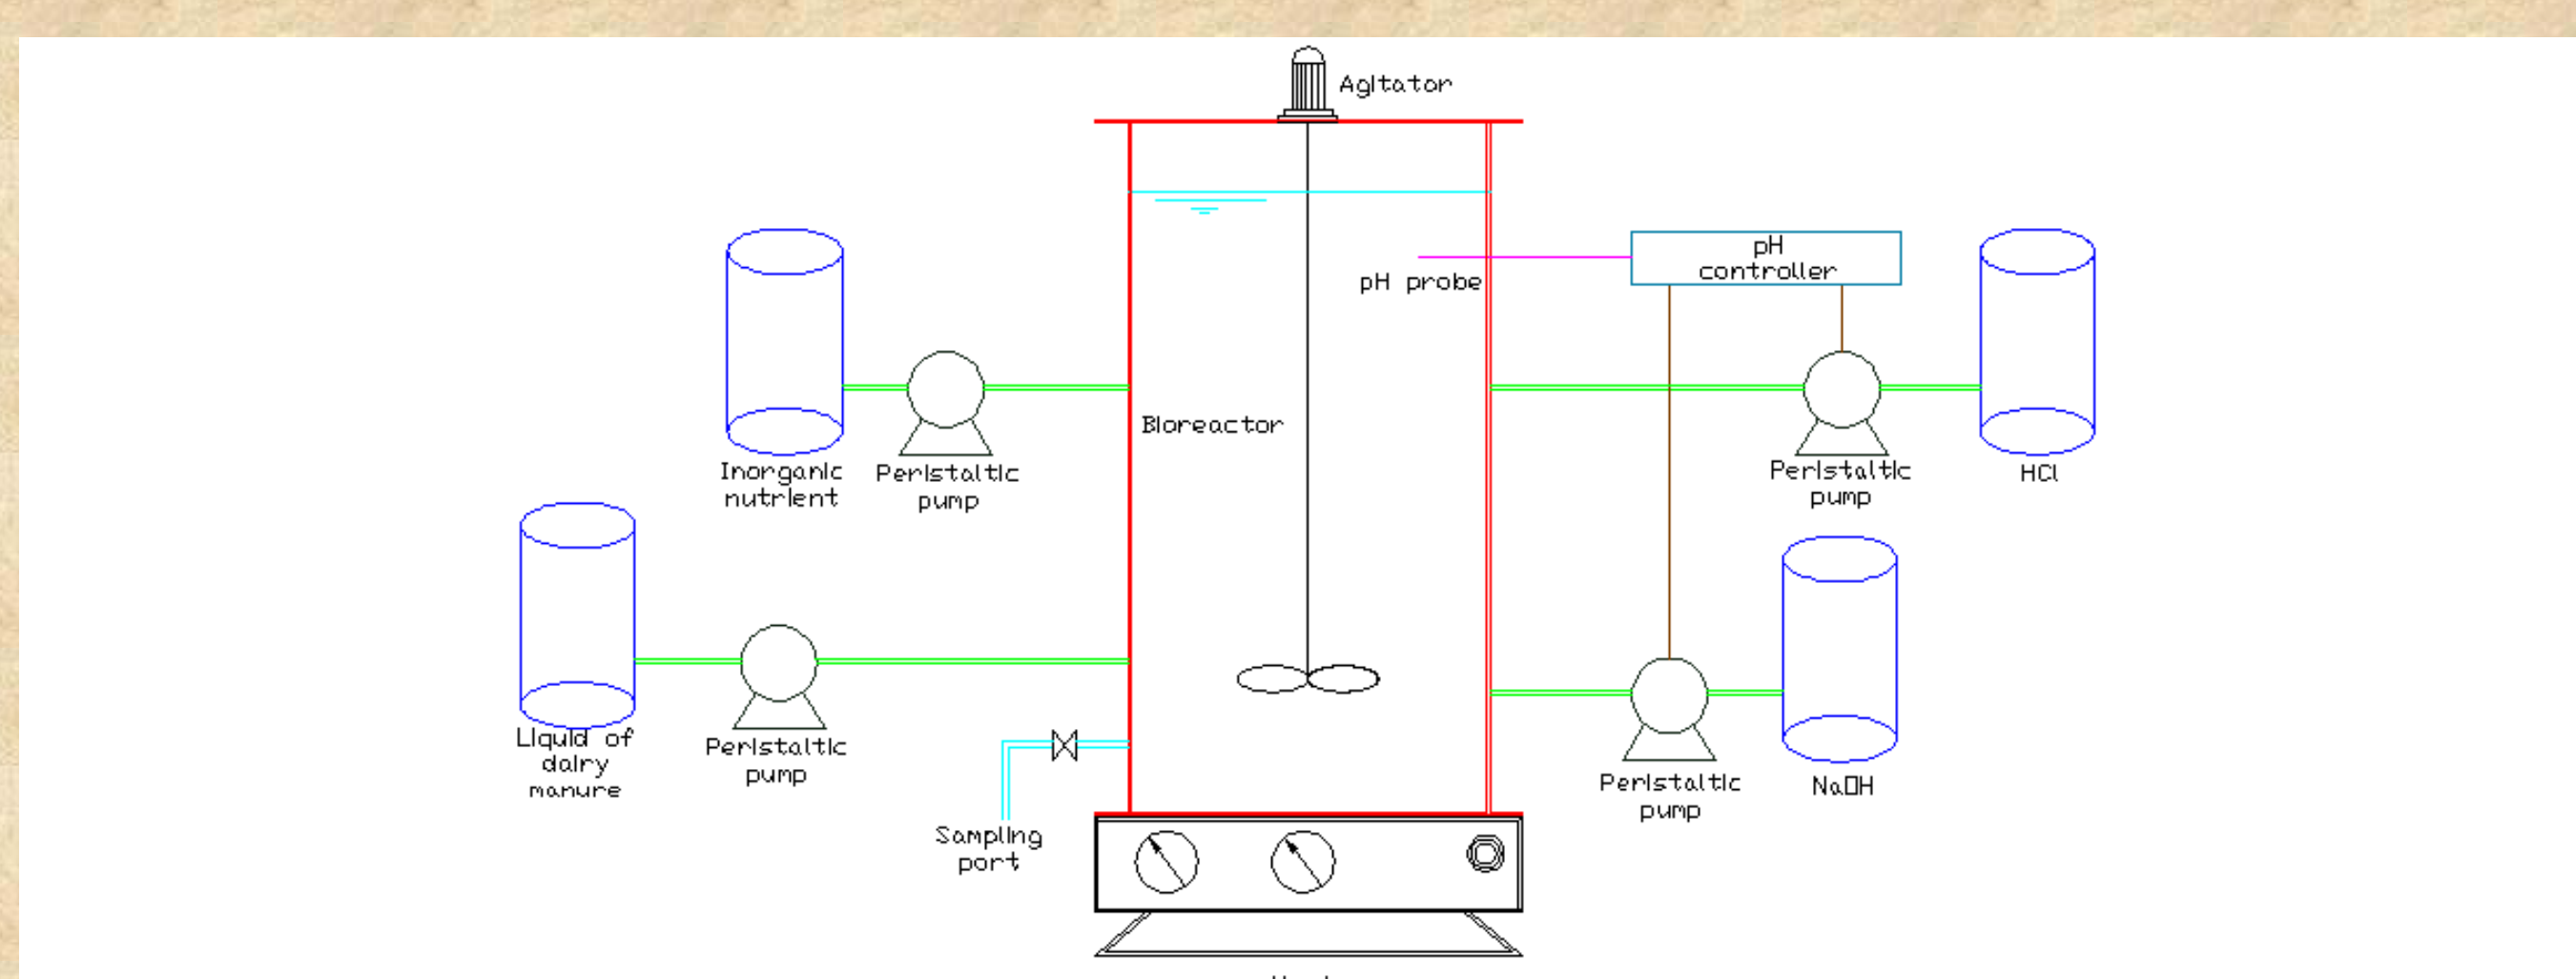 Agitator
pH
controller
pH probe
Bioreactor
Inorganic
nutrient
Peristaltic
pump
Peristaltic
pump
HCl
Liquid of
dairy
manure
Peristaltic
pump
Peristaltic
pump
NaOH
Sampling
port